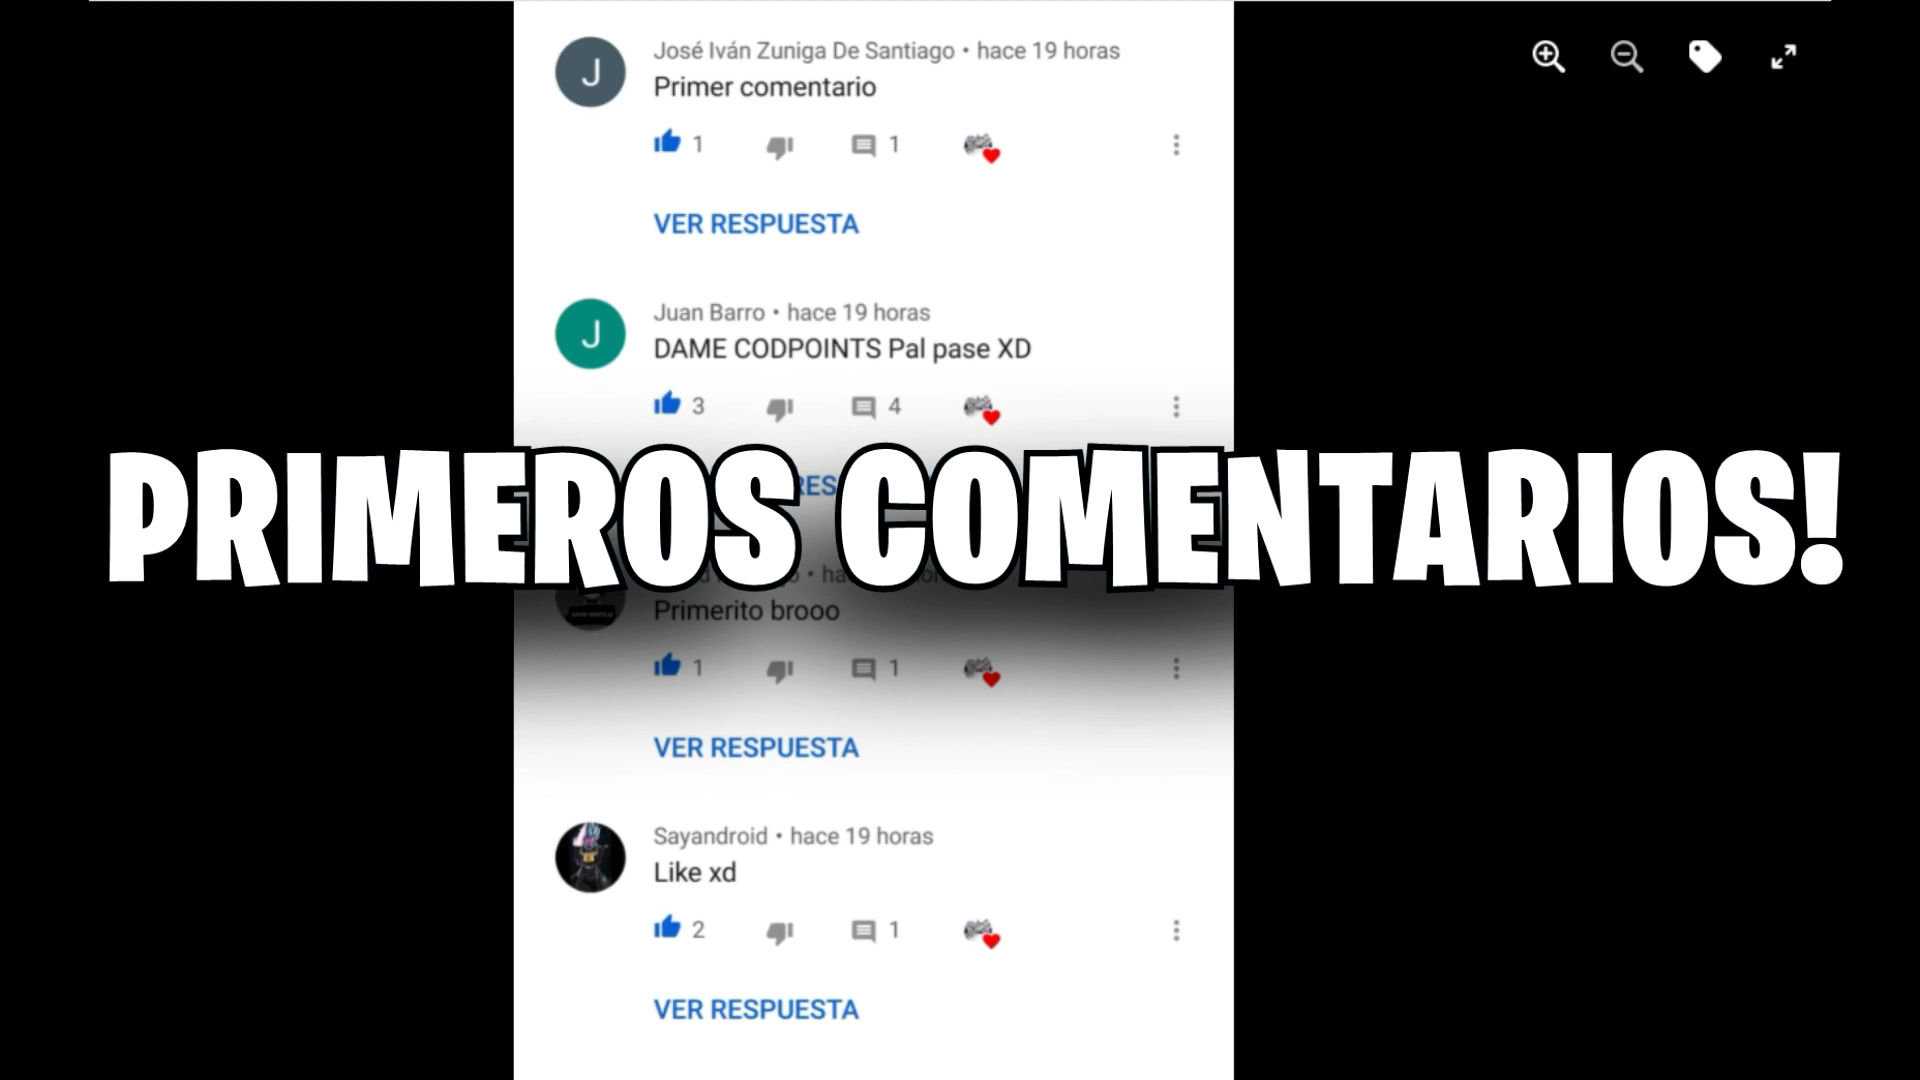 J
José Iván Zuniga De Santiago • hace 19 horas
Primer comentario
1 1
VER RESPUESTA
J
Juan Barro • hace 19 horas
DAME CODPOINTS Pal pase XD
3 4
PRIMEROS COMENTARIOS!
Primerito brooo
1 1
VER RESPUESTA
Sayandroid • hace 19 horas
Like xd
2 1
VER RESPUESTA